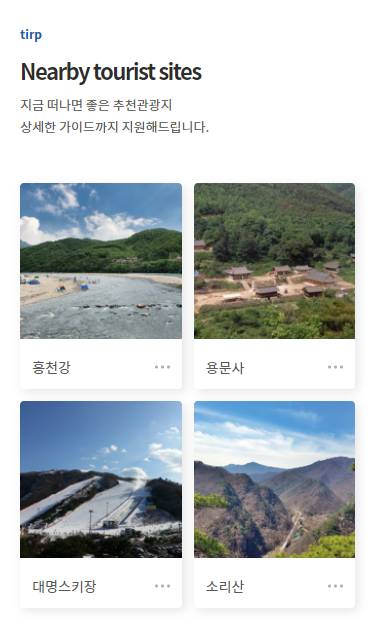 tirp
Nearby tourist sites
지금 떠나면 좋은 추천관광지
상세한 가이드까지 지원해드립니다.
홍천강
용문사
대명스키장
소리산